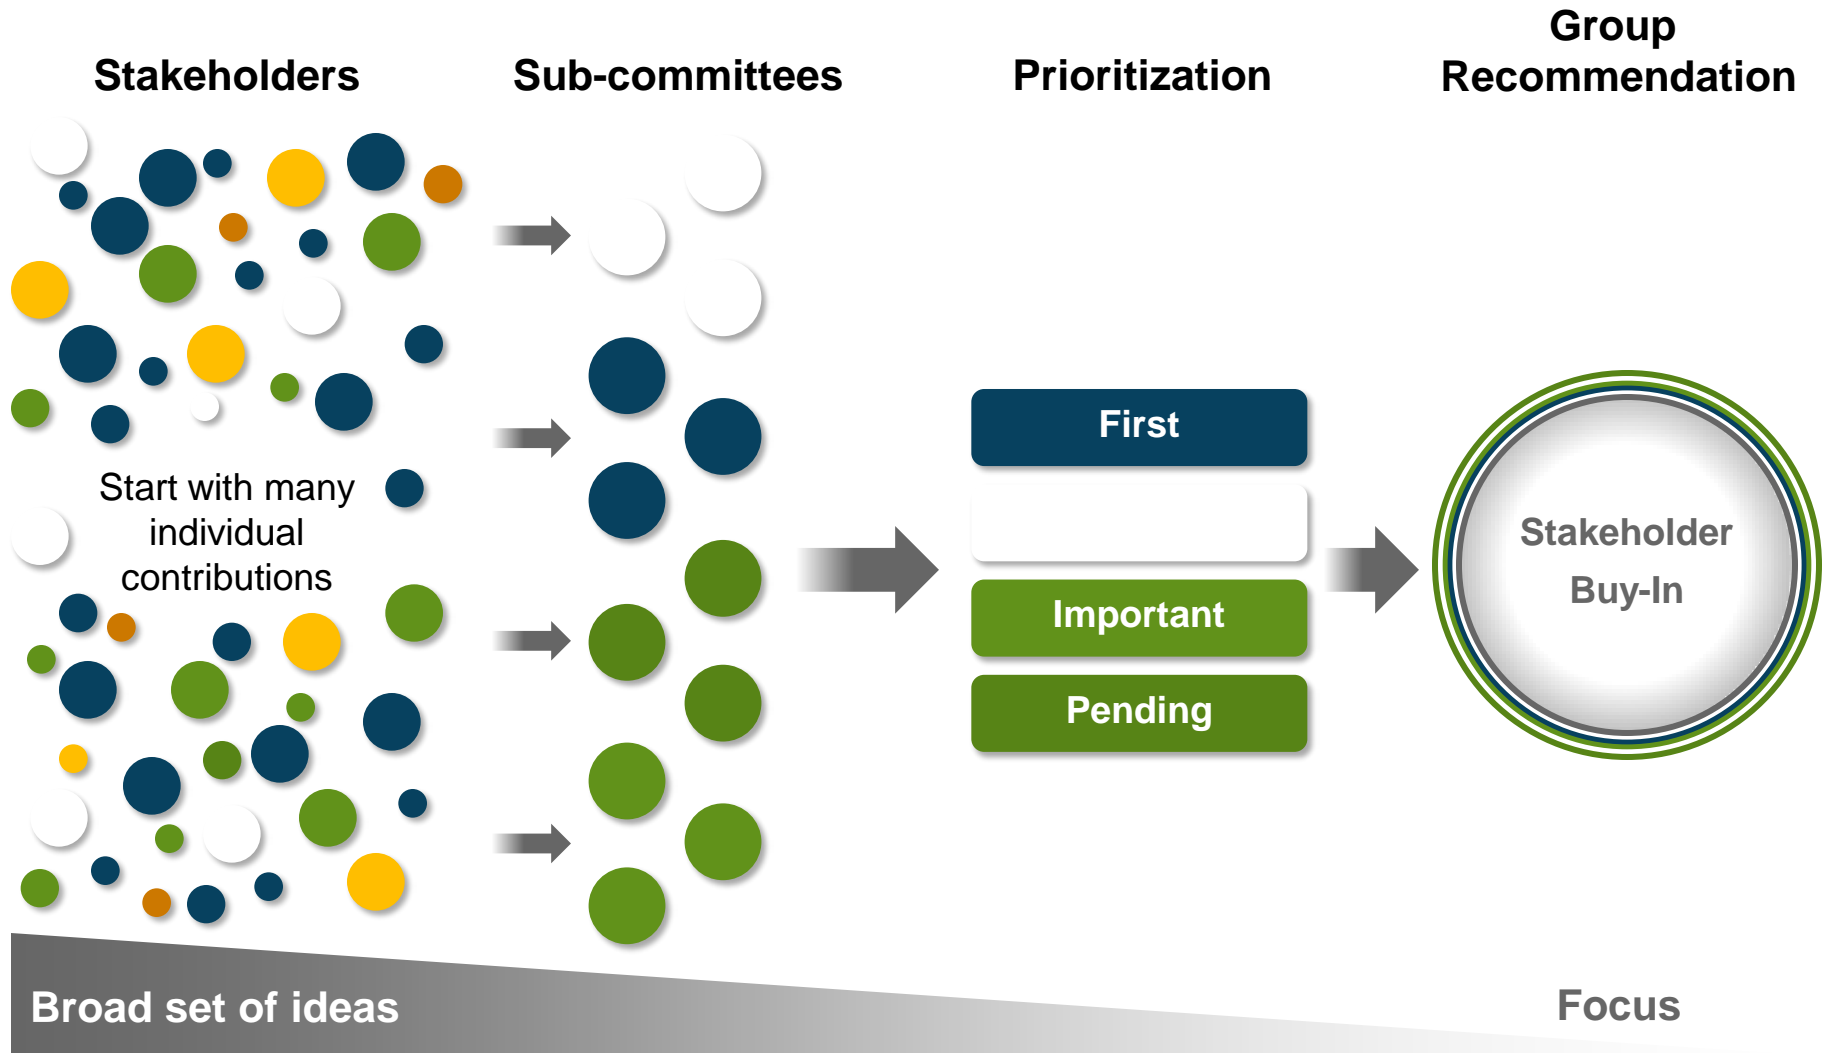 Stakeholders
Sub-committees
Prioritization
Group
Recommendation
Start with many
individual
contributions
First
Important
Pending
Stakeholder
Buy-In
Broad set of ideas
Focus